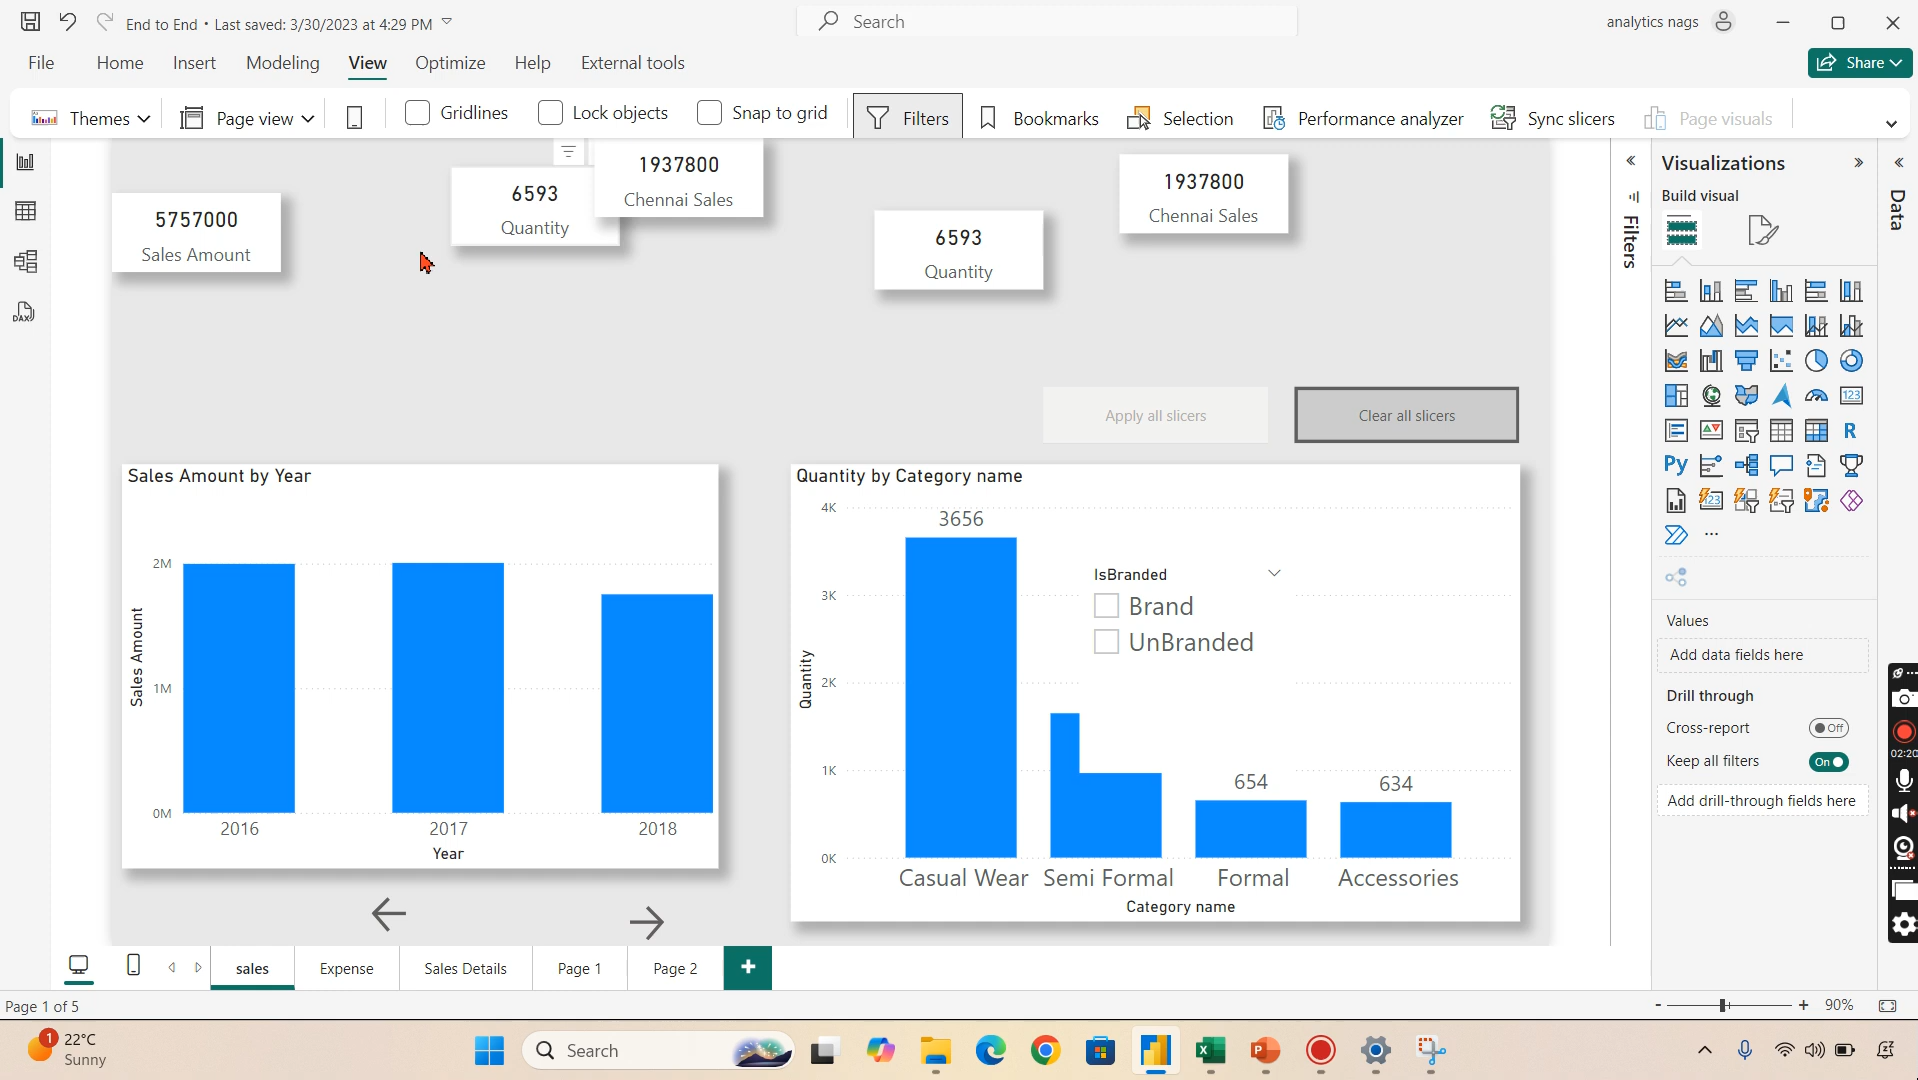 End to End • Last saved: 3/30/2023 at 4:29 PM
Search
analytics nags
File Home Insert Modeling View Optimize Help External tools
Share
Themes Page view Gridlines Lock objects Snap to grid Filters Bookmarks Selection Performance analyzer Sync slicers Page visuals
5757000
Sales Amount
6593
Quantity
1937800
Chennai Sales
6593
Quantity
1937800
Chennai Sales
Apply all slicers
Clear all slicers
Sales Amount by Year
2M
1M
0M
Sales Amount
2016 2017 2018
Year
Quantity by Category name
4K
3K
2K
1K
0K
Quantity
3656
654
634
IsBranded
Brand
UnBranded
Casual Wear Semi Formal Formal Accessories
Category name
Filters
Visualizations
Build visual
123
R
Py
123
Values
Add data fields here
Drill through
Cross-report
Off
Keep all filters
On
Add drill-through fields here
Data
DAX
02:20
sales Expense Sales Details Page 1 Page 2 +
Page 1 of 5
- + 90%
1
22°C
Sunny
Search